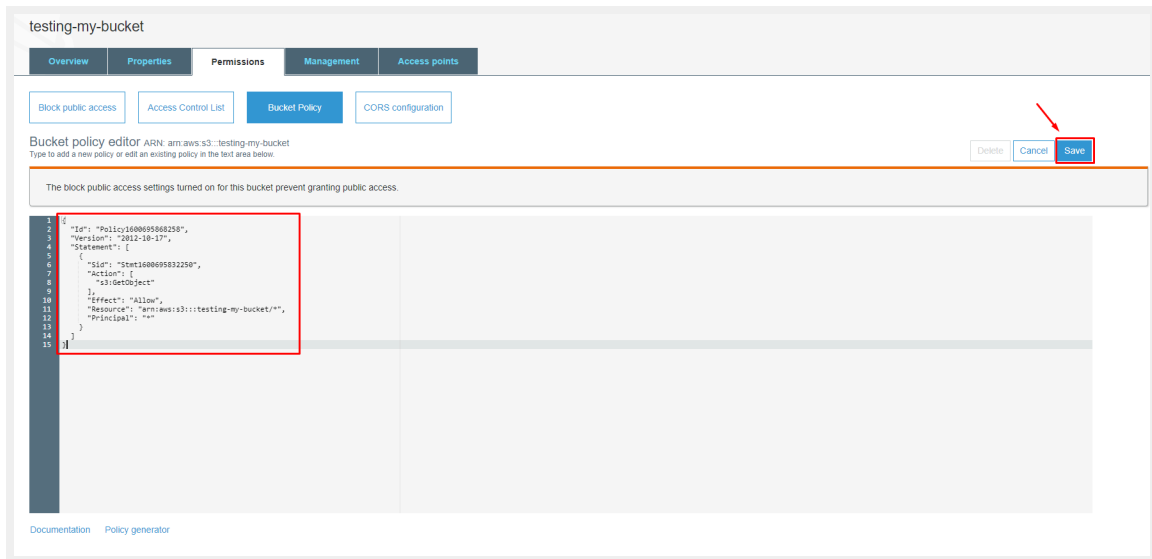 testing-my-bucket
Overview Properties Permissions Management Access points
Block public access Access Control List Bucket Policy CORS configuration
Bucket policy editor ARN: arn:aws:s3:::testing-my-bucket
Type to add a new policy or edit an existing policy in the text area below.
Delete Cancel Save
The block public access settings turned on for this bucket prevent granting public access.
1 {
2 "Id": "Policy1600695868258",
3 "Version": "2012-10-17",
4 "Statement": [
5 {
6 "Sid": "Stmt1600695832250",
7 "Action": [
8 "s3:GetObject"
9 ],
10 "Effect": "Allow",
11 "Resource": "arn:aws:s3:::testing-my-bucket/*",
12 "Principal": "*"
13 }
14 ]
15 }
Documentation Policy generator